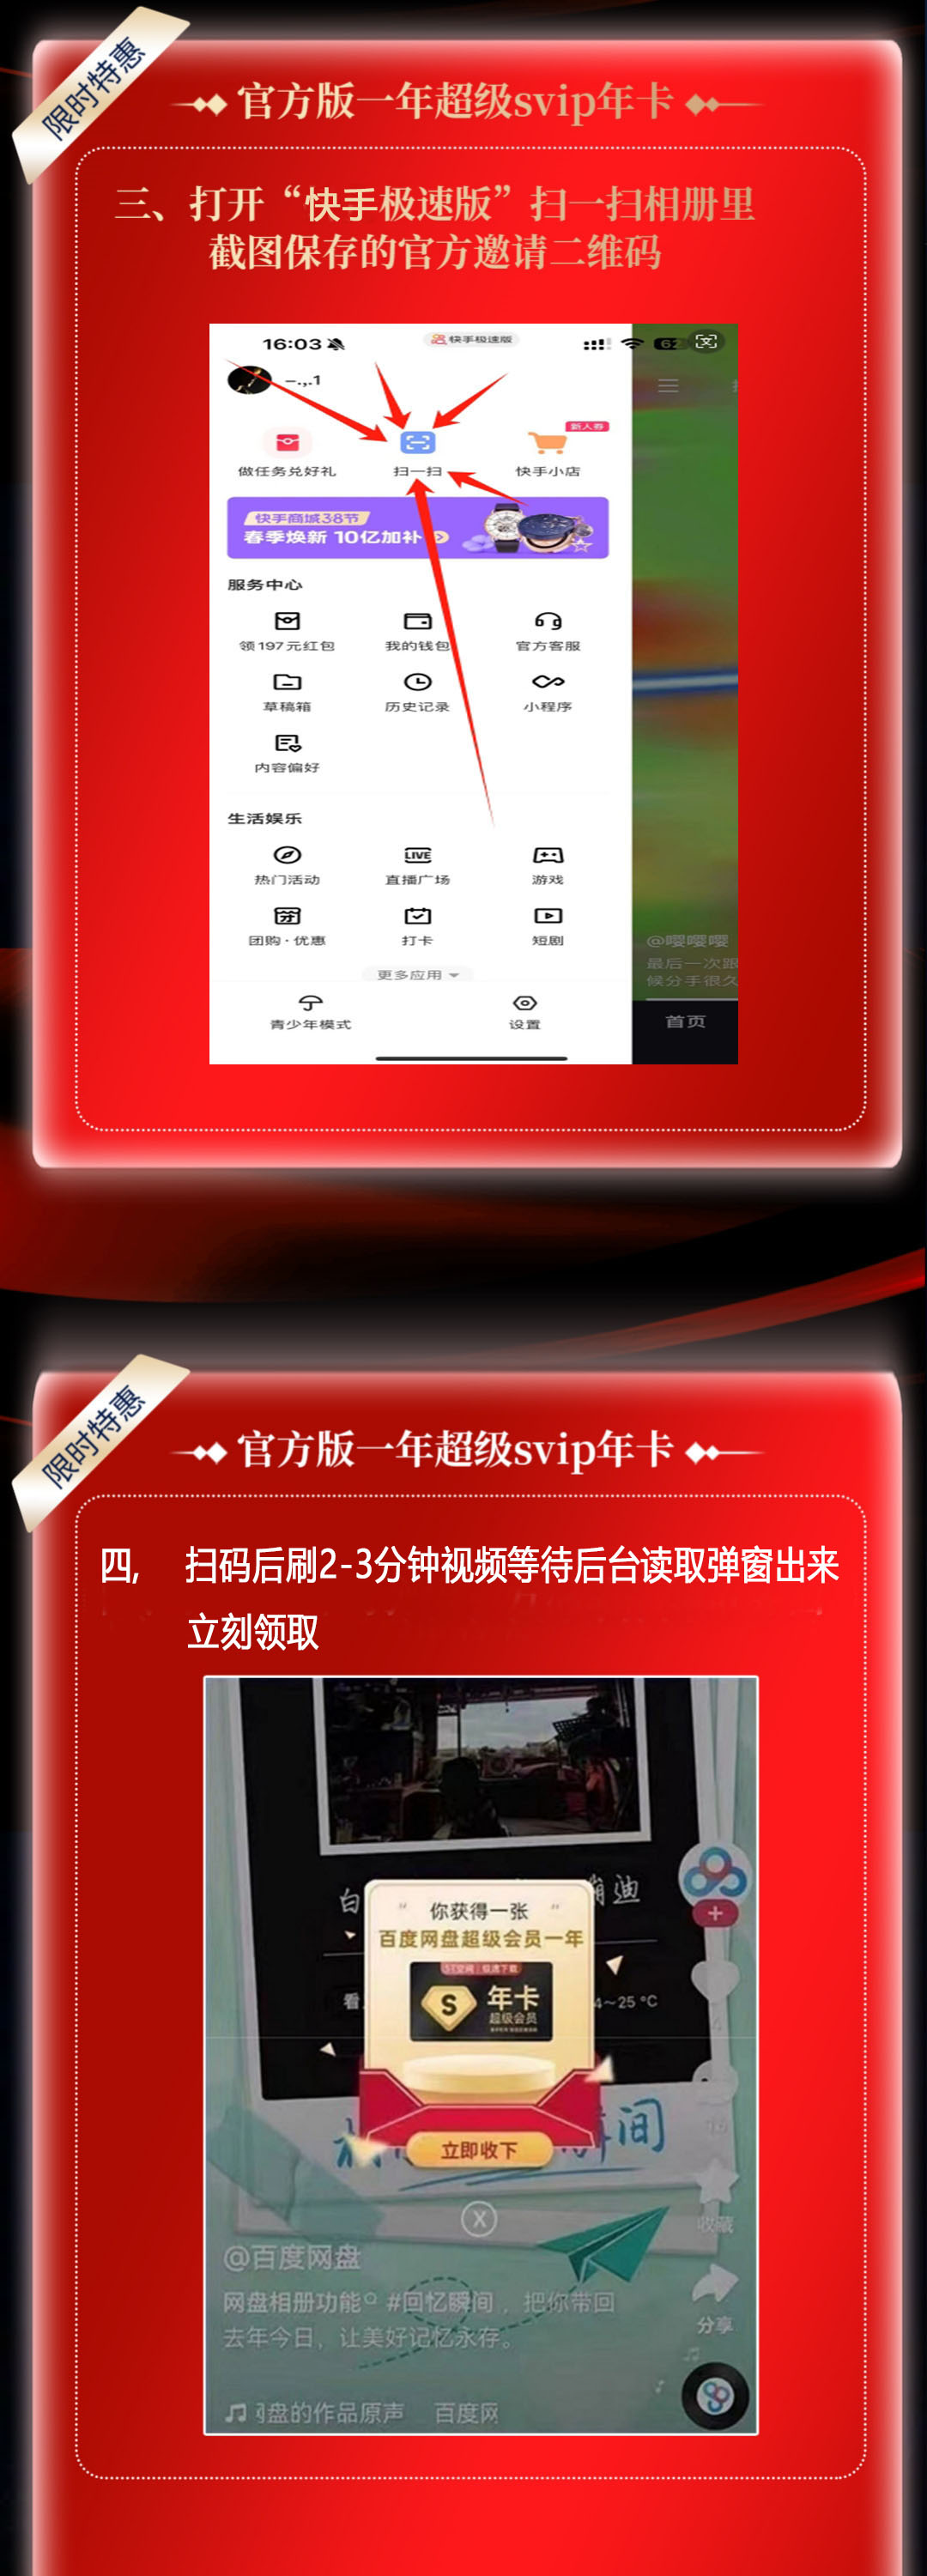 限时特惠
官方版一年超级svip年卡
三、打开“快手极速版”扫一扫相册里
截图保存的官方邀请二维码
16:03
快手极速版
62
–.,.1
新人券
做任务兑好礼
扫一扫
快手小店
快手商城38节
春季焕新 10亿加补
服务中心
领197元红包
我的钱包
官方客服
草稿箱
历史记录
小程序
内容偏好
生活娱乐
LIVE
热门活动
直播广场
游戏
团购·优惠
打卡
短剧
更多应用
@嘤嘤嘤
最后一次跟
候分手很久
首页
青少年模式
设置
限时特惠
官方版一年超级svip年卡
四, 扫码后刷2-3分钟视频等待后台读取弹窗出来
立刻领取
白
迪
你获得一张
百度网盘超级会员一年
5T空间 极速下载
S
年卡
超级会员
看
4~25 °C
间
立即收下
X
收藏
@百度网盘
网盘相册功能 #回忆瞬间，把你带回
去年今日，让美好记忆永存。
分享
盘的作品原声 百度网